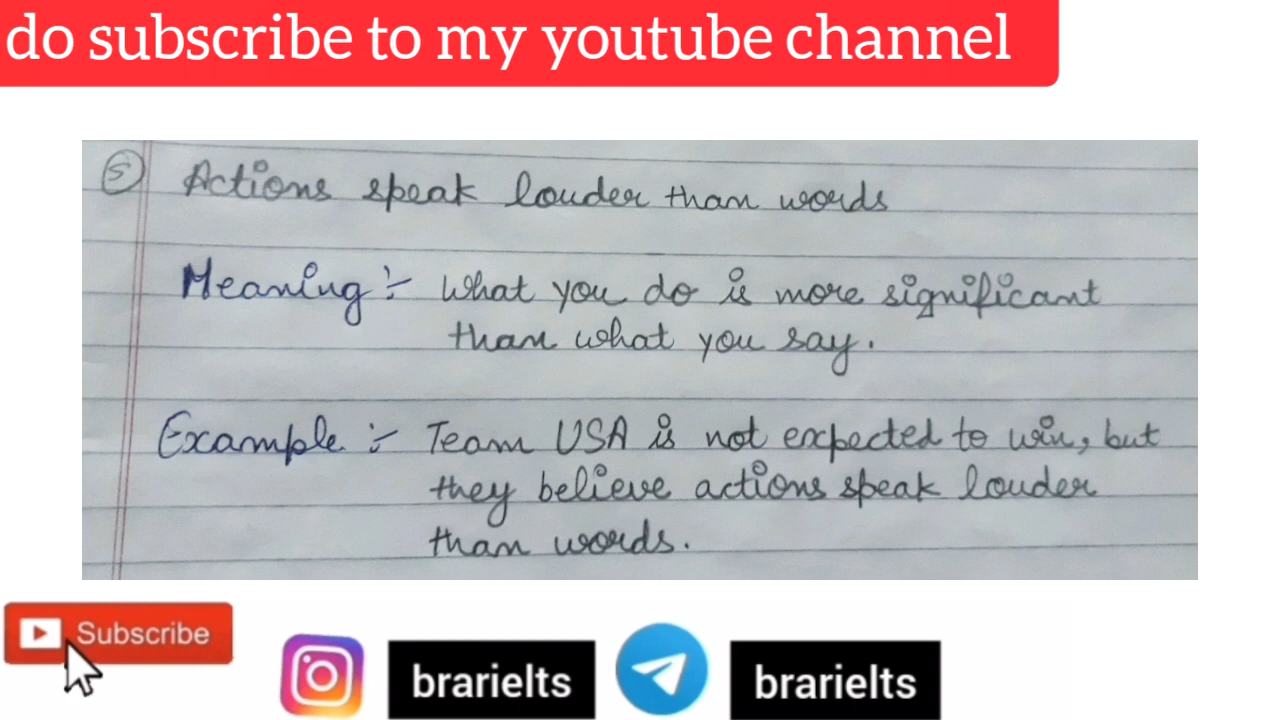 do subscribe to my youtube channel
5 Actions speak louder than words
Meaning :- What you do is more significant
than what you say.
Example :- Team USA is not expected to win, but
they believe actions speak louder
than words.
Subscribe
brarielts
brarielts